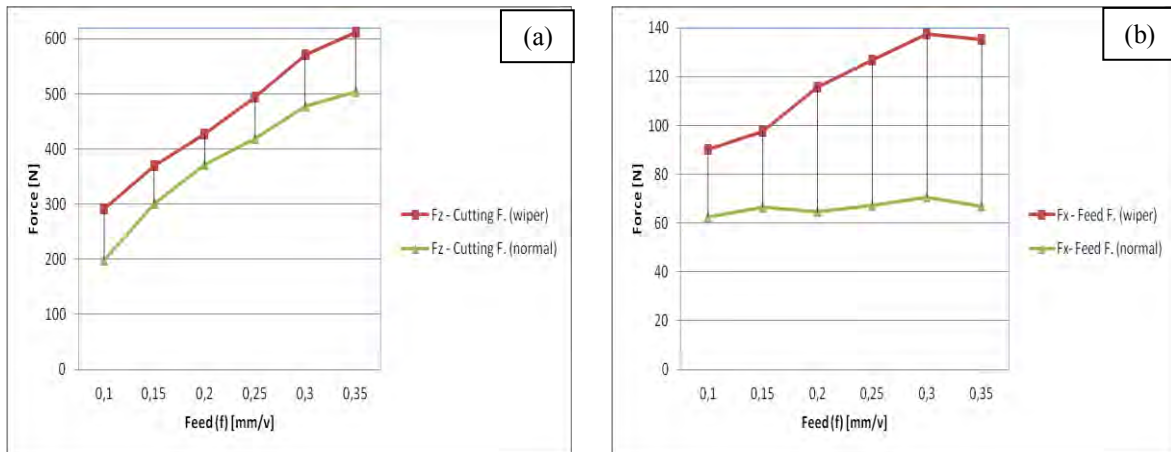 (a)
600
500
400
300
200
100
0
Force [N]
0,1 0,15 0,2 0,25 0,3 0,35
Feed (f) [mm/v]
Fz - Cutting F. (wiper)
Fz - Cutting F. (normal)
(b)
140
120
100
80
60
40
20
0
Force [N]
0,1 0,15 0,2 0,25 0,3 0,35
Feed (f) [mm/v]
Fx - Feed F. (wiper)
Fx- Feed F. (normal)